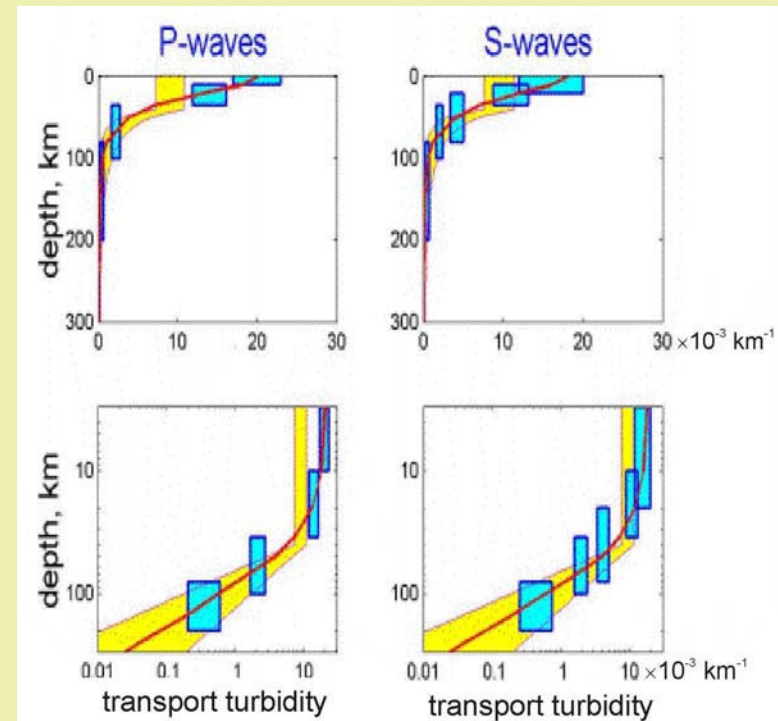 P-waves S-waves
depth, km
0
100
200
300
0 10 20 30
0
100
200
300
0 10 20 30 ×10⁻³ km⁻¹
depth, km
10
100
0.01 0.1 1 10
transport turbidity
10
100
0.01 0.1 1 10 ×10⁻³ km⁻¹
transport turbidity